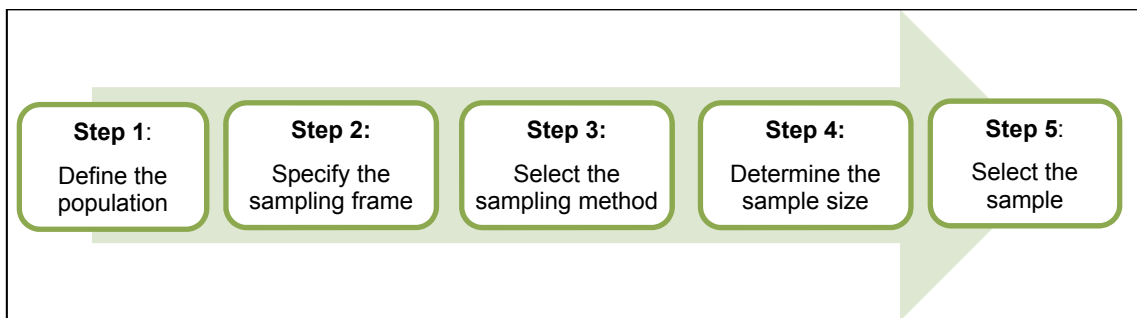 Step 1:
Define the
population
Step 2:
Specify the
sampling frame
Step 3:
Select the
sampling method
Step 4:
Determine the
sample size
Step 5:
Select the
sample